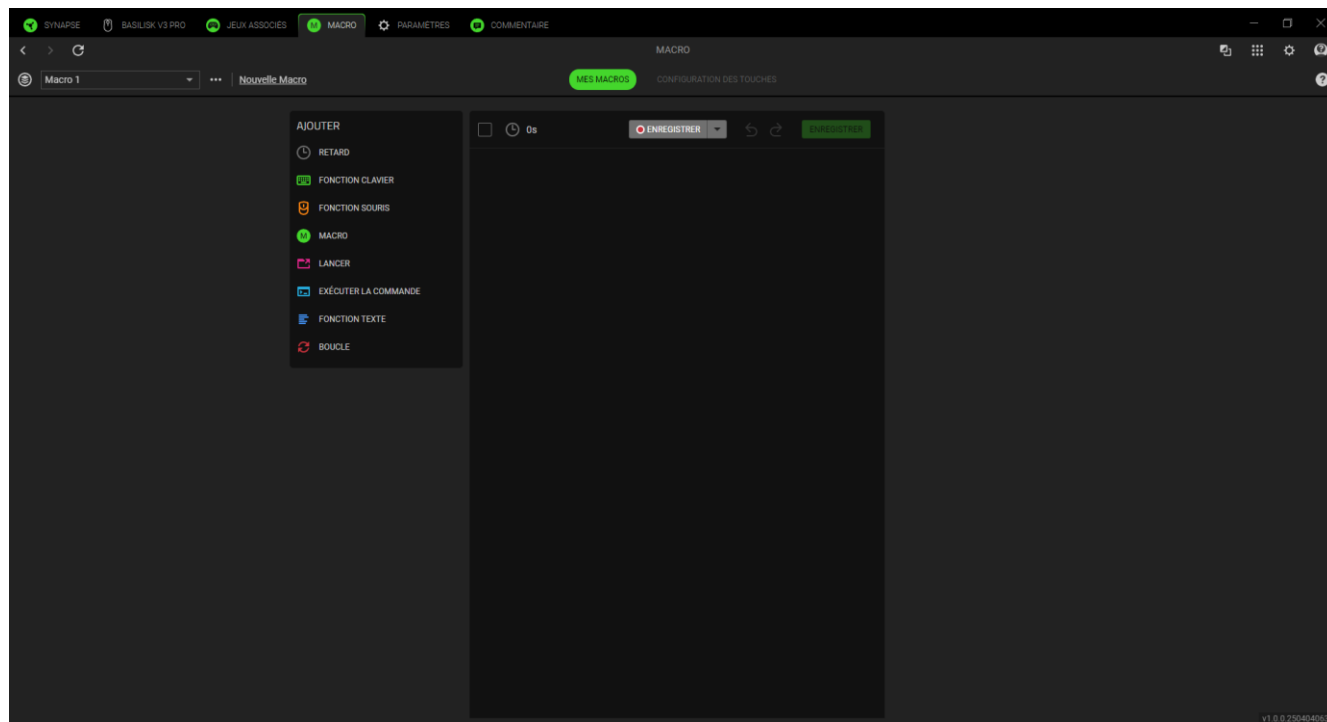 SYNAPSE BASILISK V3 PRO JEUX ASSOCIÉS MACRO PARAMÈTRES COMMENTAIRE
MACRO
Macro 1 Nouvelle Macro MES MACROS CONFIGURATION DES TOUCHES
AJOUTER
0s ENREGISTRER ENREGISTRER
RETARD
FONCTION CLAVIER
FONCTION SOURIS
MACRO
LANCER
EXÉCUTER LA COMMANDE
FONCTION TEXTE
BOUCLE